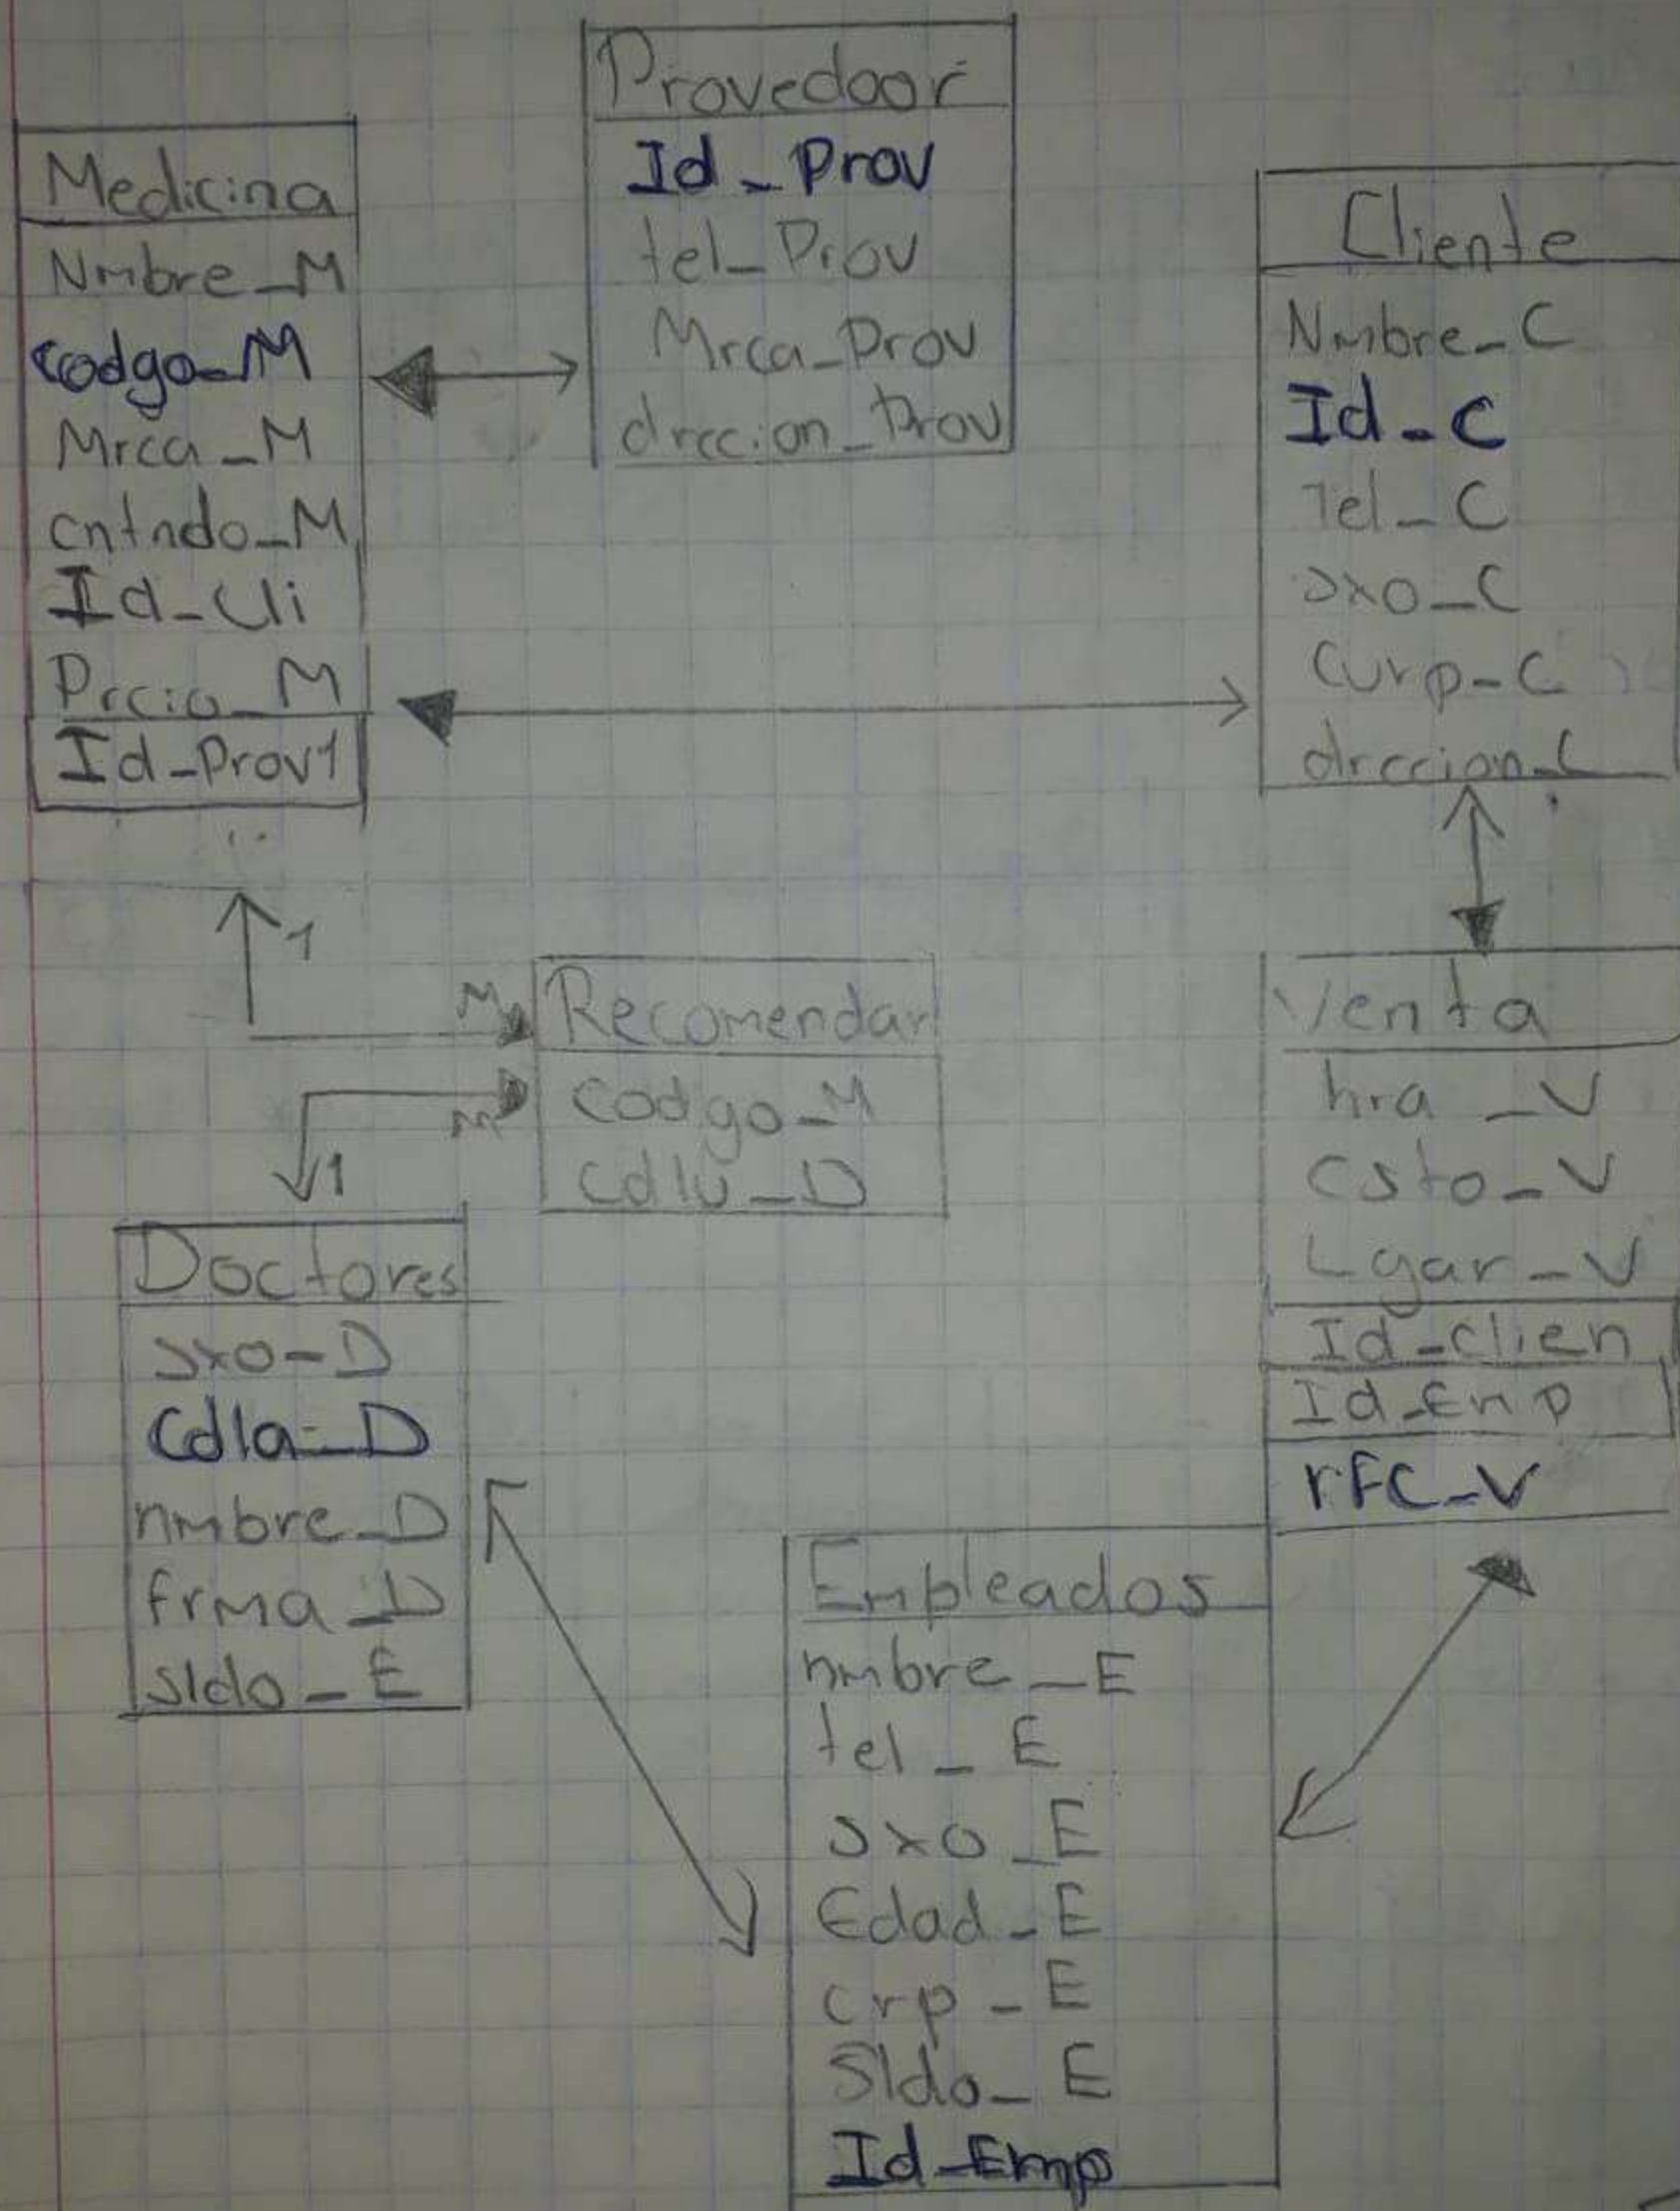 Provedoor
Id_Prov
tel_Prov
Mrca_Prov
drccion_Prov
Medicina
Nmbre_M
Codgo_M
Mrca_M
cntndo_M
Id_Cli
Prcio_M
Id_Prov1
Cliente
Nmbre_C
Id_C
Tel_C
sxo_C
Curp_C
drccion_C
1
M
Recomendar
M
Codgo_M
1
Venta
hra_V
Csto_V
Lgar_V
Id_Clien
Id_Emp
rFC_V
Doctores
sxo_D
Cdla_D
nmbre_D
frma_D
sldo_E
Empleados
nmbre_E
tel_E
sxo_E
Edad_E
crp_E
Sldo_E
Id_Emp